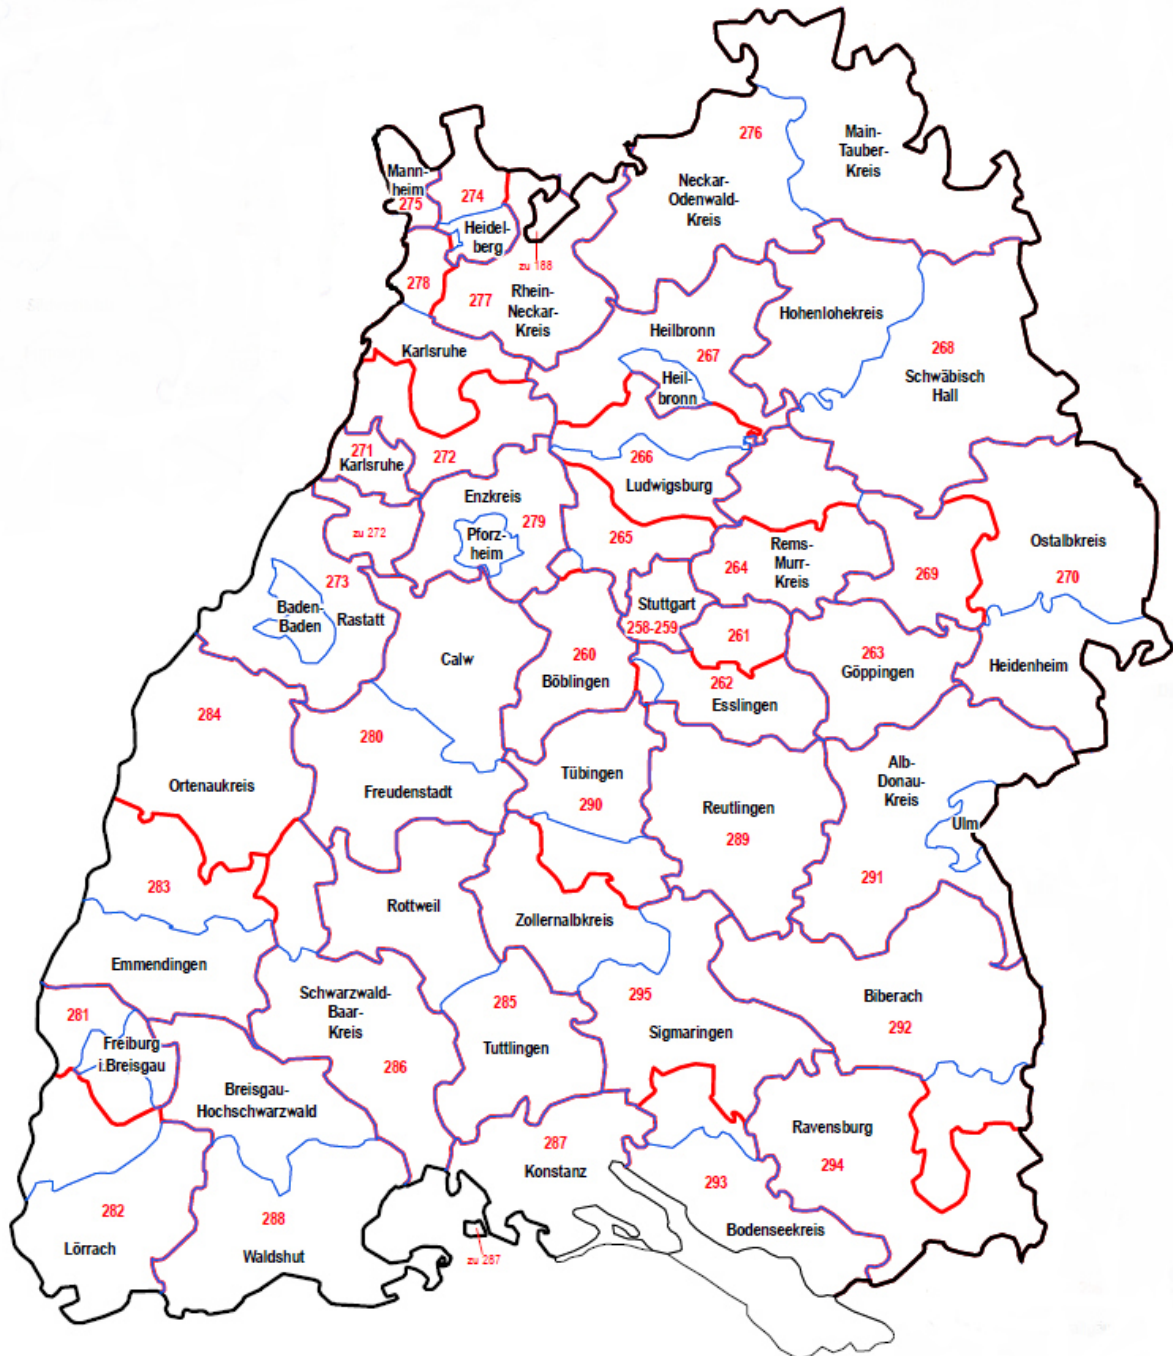 276
Main-
Tauber-
Kreis
Mann-
heim
275
274
Neckar-
Odenwald-
Kreis
Heidel-
berg
zu 188
278
277
Rhein-
Neckar-
Kreis
Hohenlohekreis
Heilbronn
267
Karlsruhe
268
Schwäbisch
Hall
Heil-
bronn
271
Karlsruhe
272
266
Ludwigsburg
Enzkreis
279
zu 272
Pforz-
heim
265
Rems-
Murr-
Kreis
264
269
Ostalbkreis
270
273
Baden-
Baden
Rastatt
Stuttgart
258-259
261
Calw
260
Böblingen
262
Esslingen
263
Göppingen
Heidenheim
284
Ortenaukreis
280
Freudenstadt
Tübingen
290
Reutlingen
289
Alb-
Donau-
Kreis
Ulm
291
283
Rottweil
Zollernalbkreis
Emmendingen
Schwarzwald-
Baar-
Kreis
286
285
Tuttlingen
295
Sigmaringen
Biberach
292
281
Freiburg
i.Breisgau
Breisgau-
Hochschwarzwald
287
Konstanz
Ravensburg
294
293
Bodenseekreis
282
Lörrach
288
Waldshut
zu 287